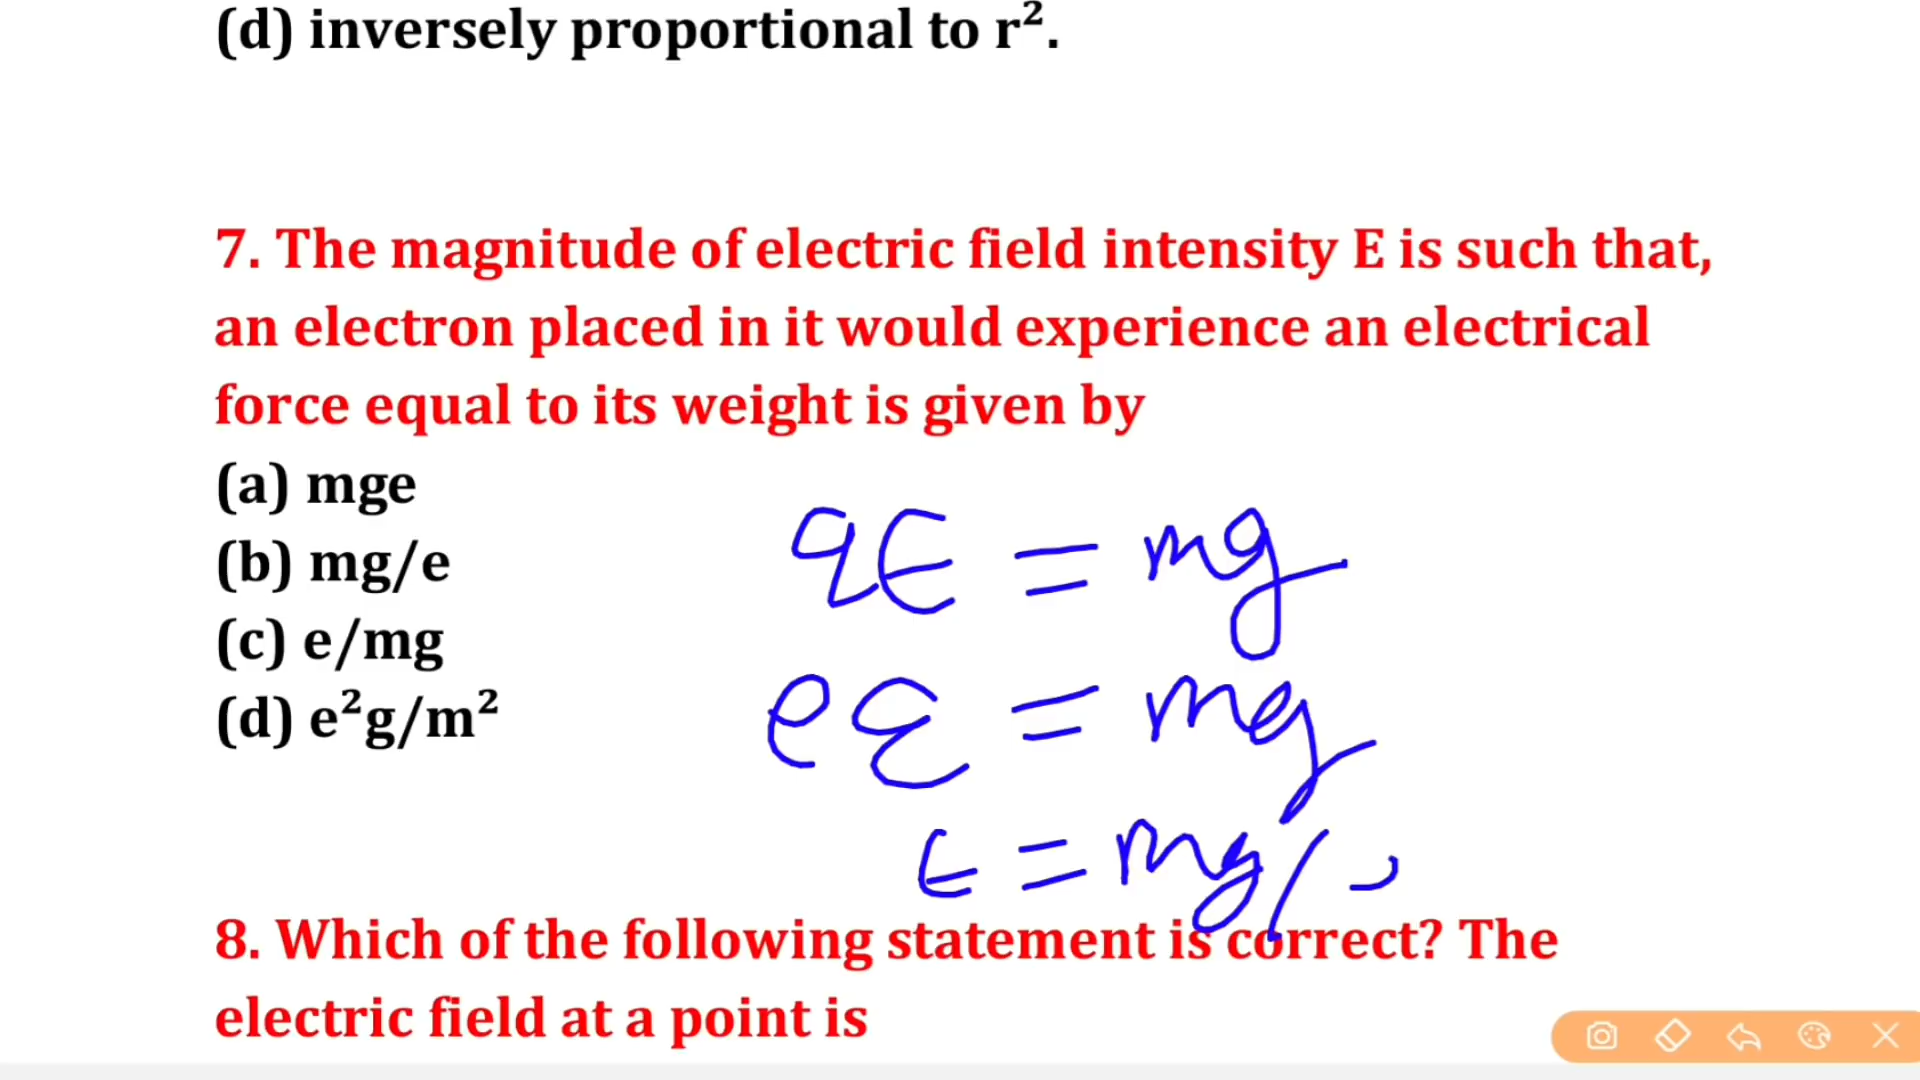 (d) inversely proportional to r².
7. The magnitude of electric field intensity E is such that,
an electron placed in it would experience an electrical
force equal to its weight is given by
(a) mge
(b) mg/e
(c) e/mg
(d) e²g/m²
qE = mg
eE = mg
E = mg/
8. Which of the following statement is correct? The
electric field at a point is